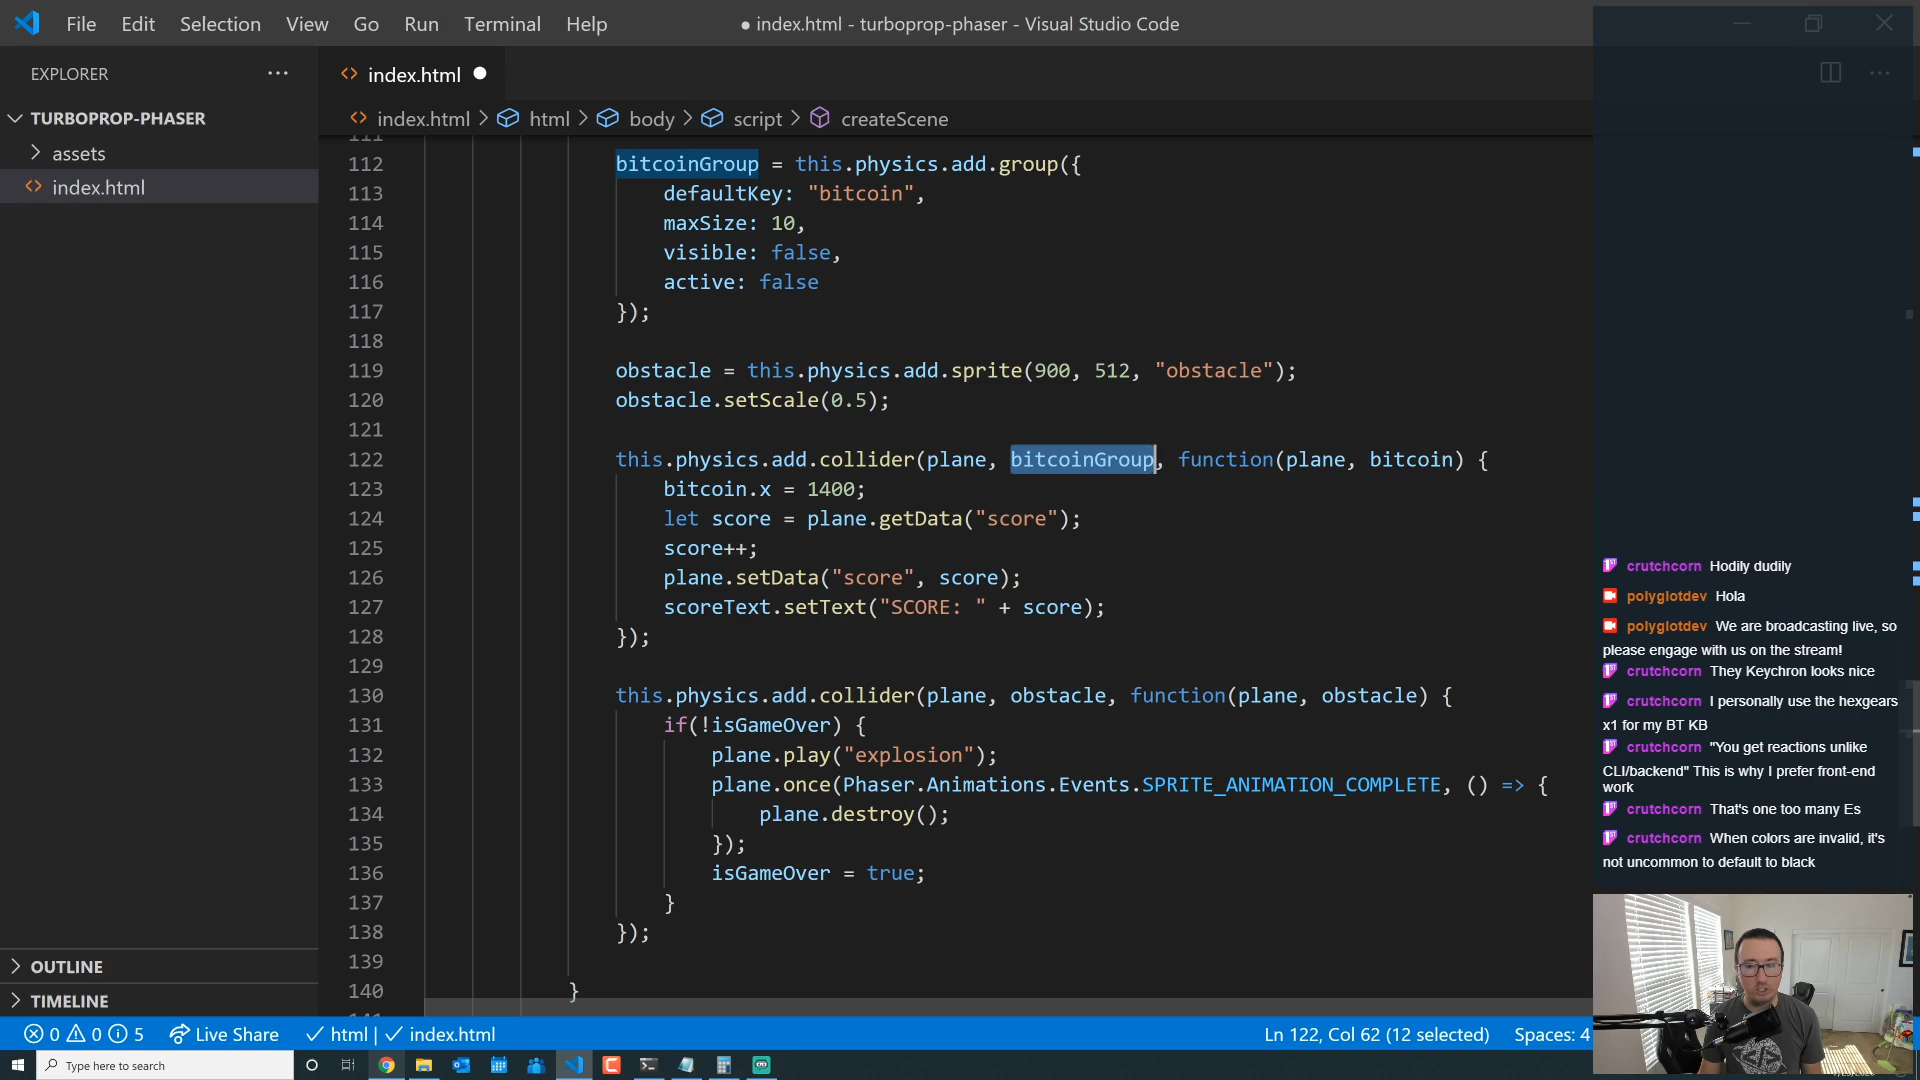 File Edit Selection View Go Run Terminal Help
● index.html - turboprop-phaser - Visual Studio Code
EXPLORER
TURBOPROP-PHASER
assets
index.html
OUTLINE
TIMELINE
index.html
index.html > html > body > script > createScene
111
112 bitcoinGroup = this.physics.add.group({
113 defaultKey: "bitcoin",
114 maxSize: 10,
115 visible: false,
116 active: false
117 });
118
119 obstacle = this.physics.add.sprite(900, 512, "obstacle");
120 obstacle.setScale(0.5);
121
122 this.physics.add.collider(plane, bitcoinGroup, function(plane, bitcoin) {
123 bitcoin.x = 1400;
124 let score = plane.getData("score");
125 score++;
126 plane.setData("score", score);
127 scoreText.setText("SCORE: " + score);
128 });
129
130 this.physics.add.collider(plane, obstacle, function(plane, obstacle) {
131 if(!isGameOver) {
132 plane.play("explosion");
133 plane.once(Phaser.Animations.Events.SPRITE_ANIMATION_COMPLETE, () => {
134 plane.destroy();
135 });
136 isGameOver = true;
137 }
138 });
139
140 }
crutchcorn Hodily dudily
polyglotdev Hola
polyglotdev We are broadcasting live, so
please engage with us on the stream!
crutchcorn They Keychron looks nice
crutchcorn I personally use the hexgears
x1 for my BT KB
crutchcorn "You get reactions unlike
CLI/backend" This is why I prefer front-end
work
crutchcorn That's one too many Es
crutchcorn When colors are invalid, it's
not uncommon to default to black
0 0 5 Live Share ✓ html | ✓ index.html
Ln 122, Col 62 (12 selected) Spaces: 4
Type here to search